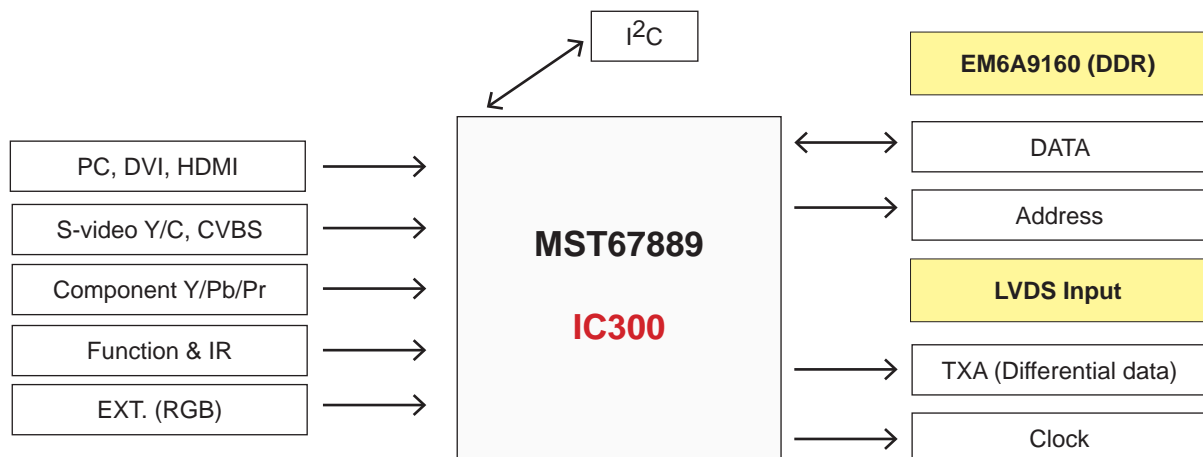 I²C
EM6A9160 (DDR)
PC, DVI, HDMI
DATA
S-video Y/C, CVBS
Address
MST67889
Component Y/Pb/Pr
LVDS Input
IC300
Function & IR
TXA (Differential data)
EXT. (RGB)
Clock